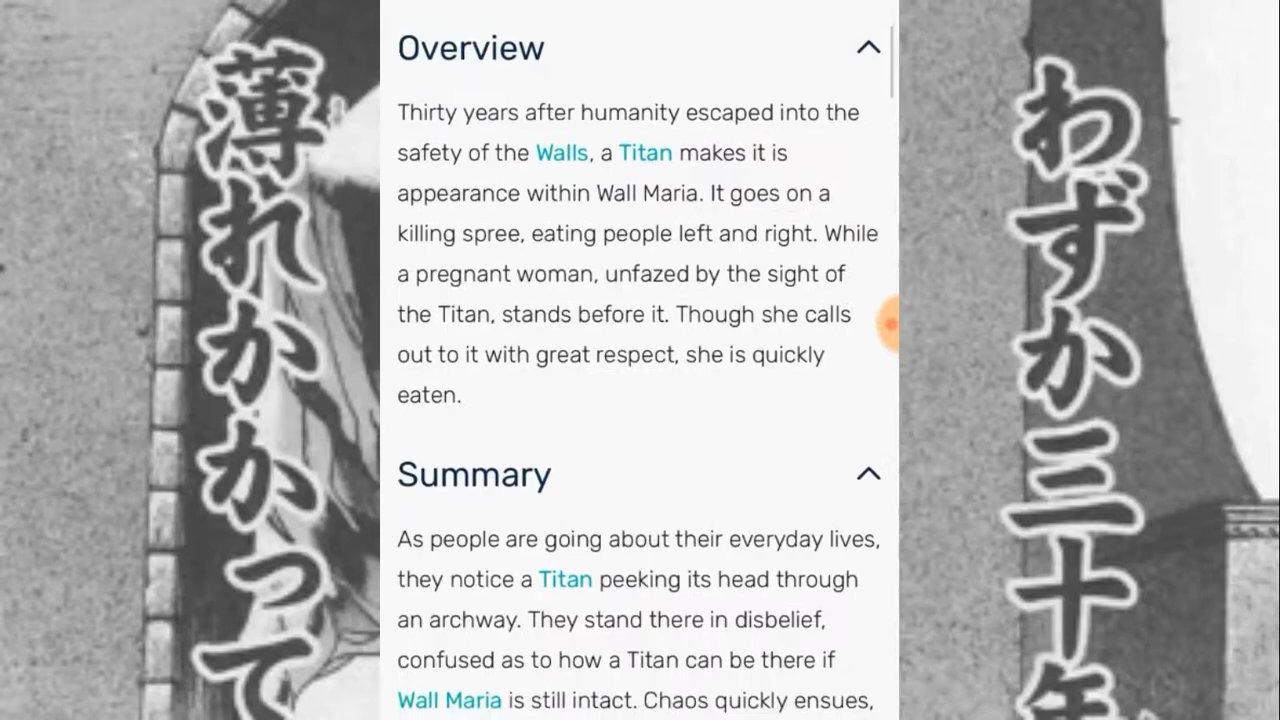 わずか三十年
薄れかかって
Overview
Thirty years after humanity escaped into the
safety of the Walls, a Titan makes it is
appearance within Wall Maria. It goes on a
killing spree, eating people left and right. While
a pregnant woman, unfazed by the sight of
the Titan, stands before it. Though she calls
out to it with great respect, she is quickly
eaten.
Summary
As people are going about their everyday lives,
they notice a Titan peeking its head through
an archway. They stand there in disbelief,
confused as to how a Titan can be there if
Wall Maria is still intact. Chaos quickly ensues,